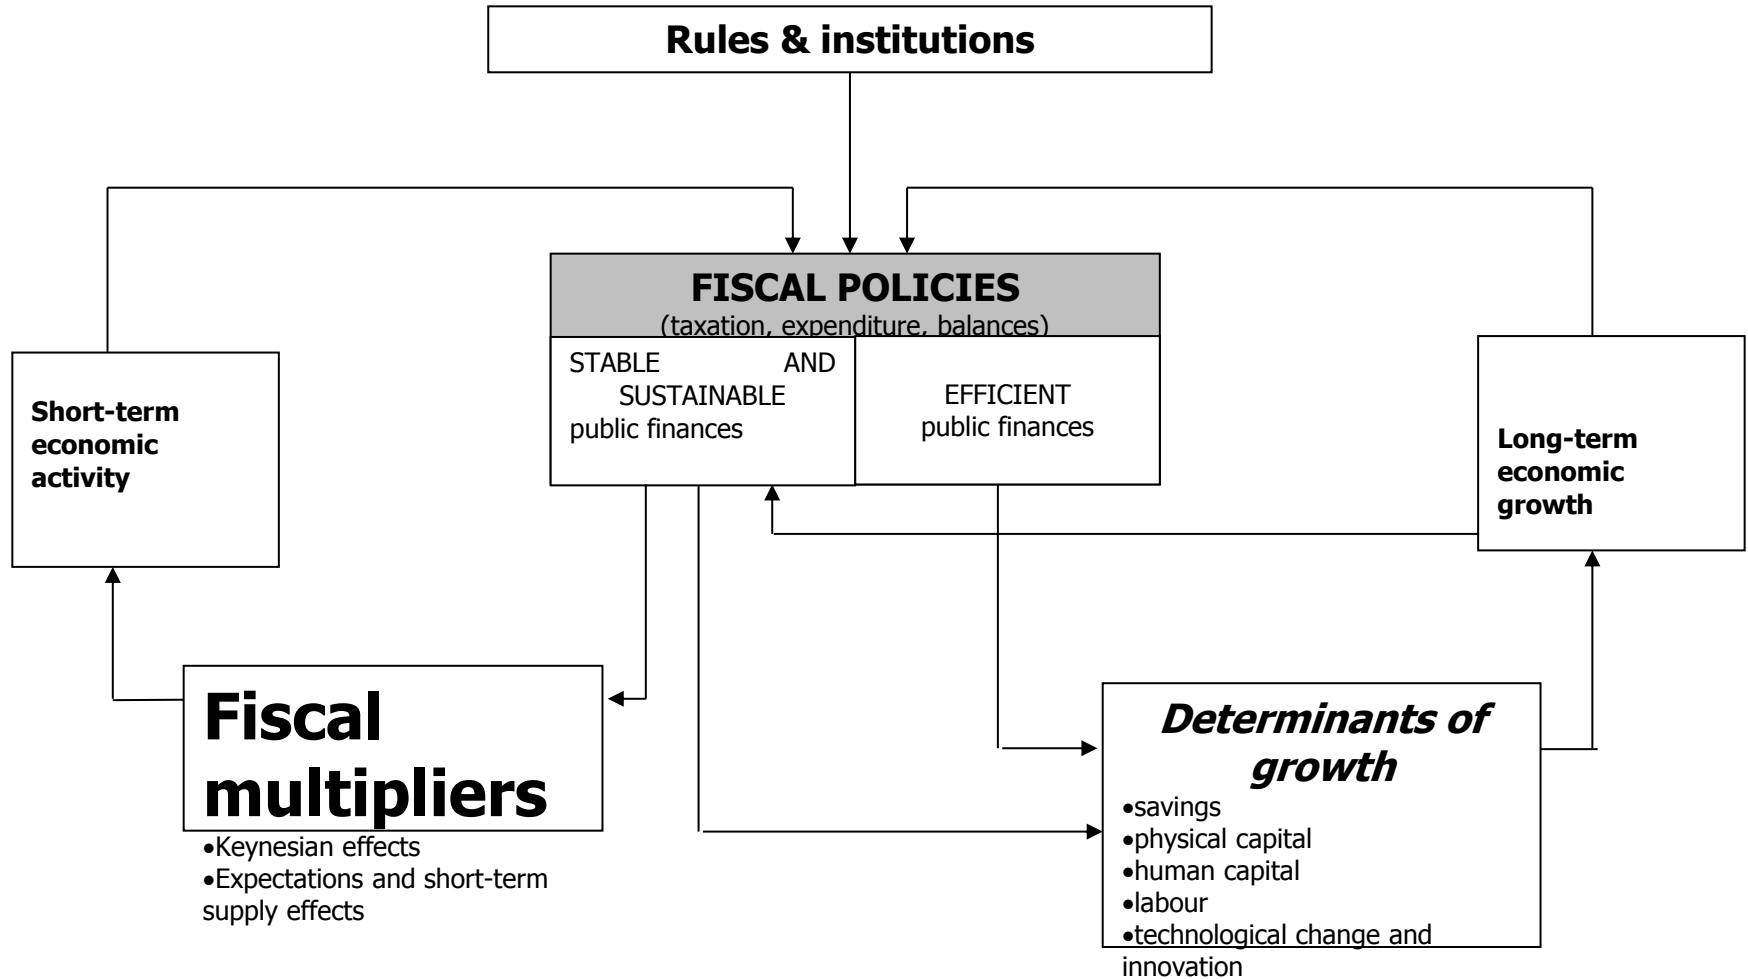 Rules & institutions
FISCAL POLICIES
(taxation, expenditure, balances)
STABLE AND
SUSTAINABLE
public finances
EFFICIENT
public finances
Short-term
economic
activity
Long-term
economic
growth
Fiscal
multipliers
•Keynesian effects
•Expectations and short-term
supply effects
Determinants of
growth
•savings
•physical capital
•human capital
•labour
•technological change and
innovation